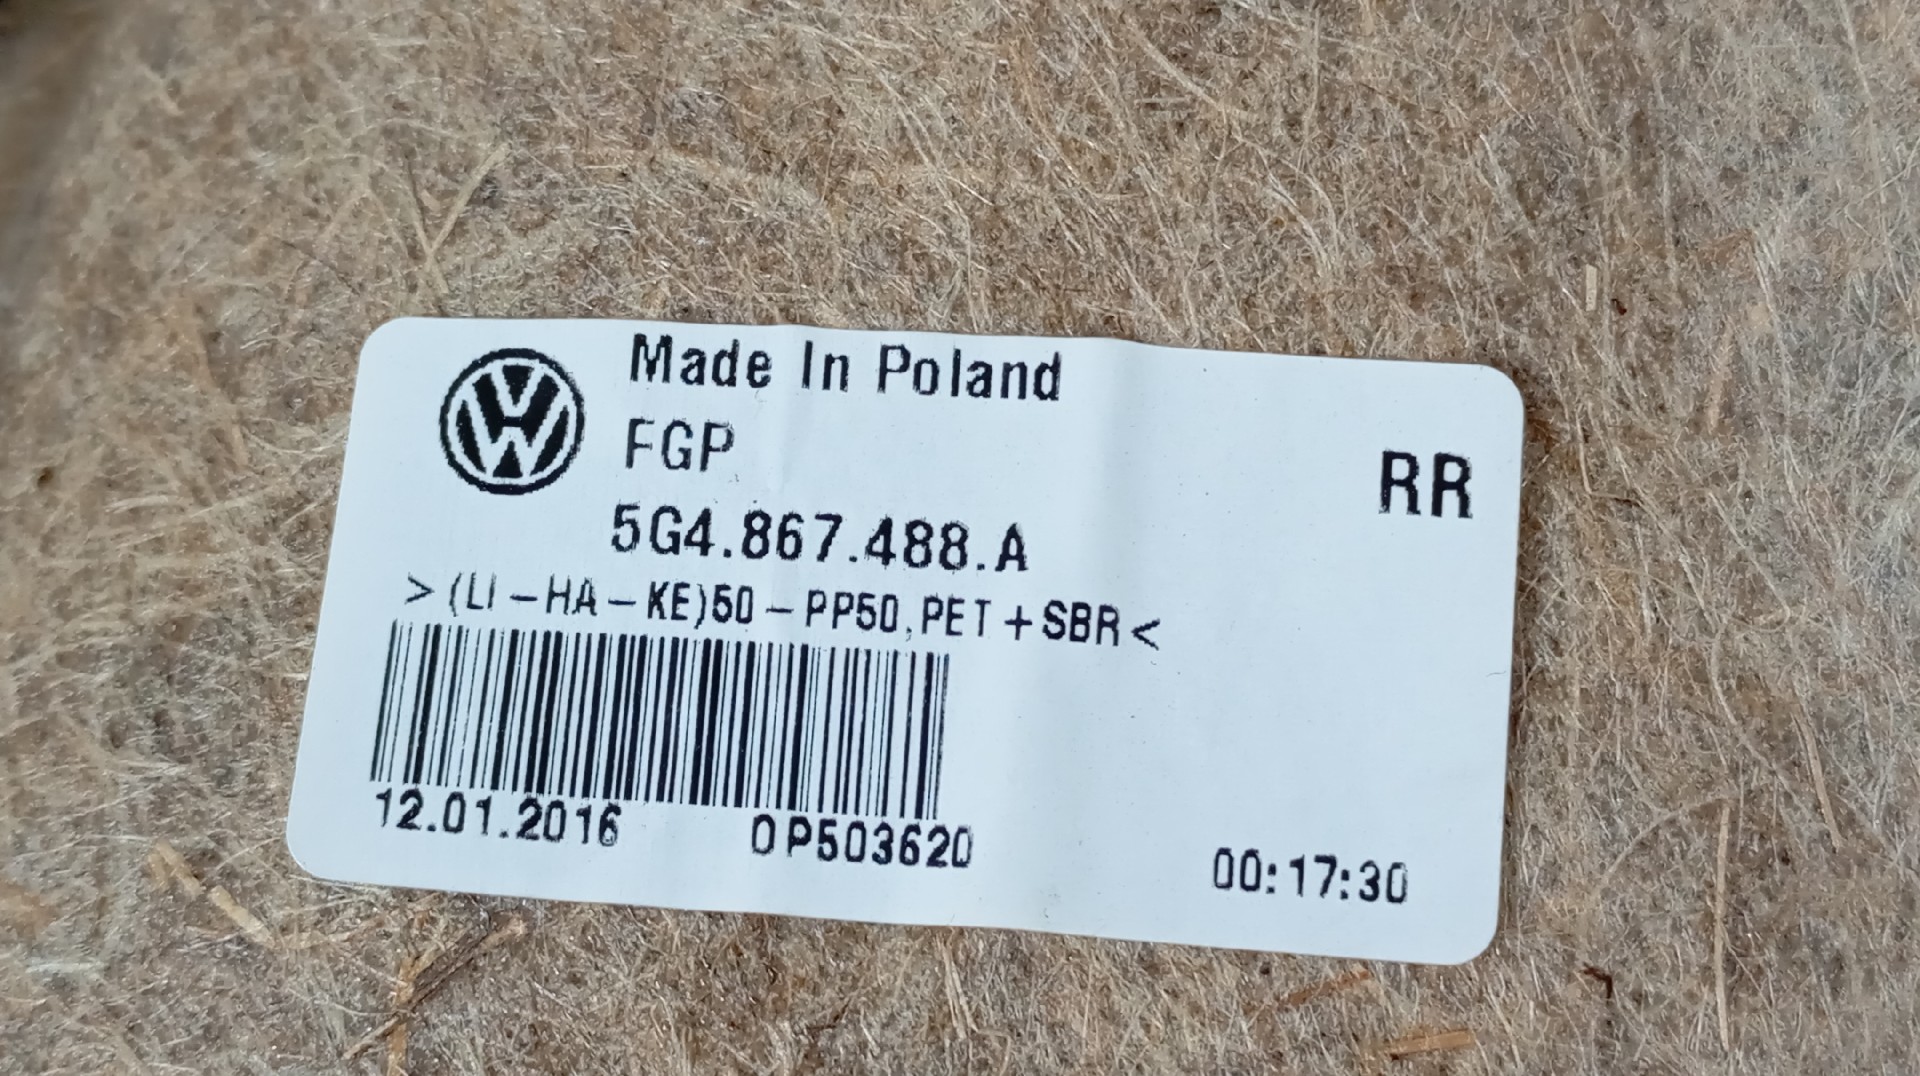 Made In Poland
FGP
RR
5G4.867.488.A
>(LI-HA-KE)50-PP50,PET+SBR<
12.01.2016 0P503620
00:17:30